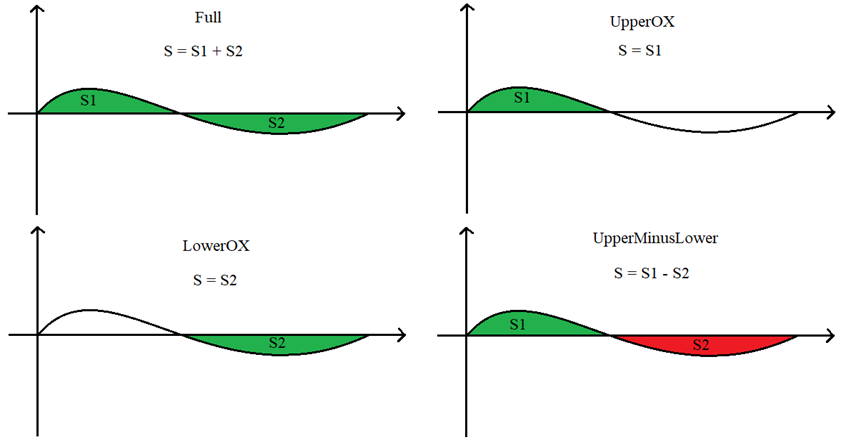 Full
S = S1 + S2
S1
S2
UpperOX
S = S1
S1
LowerOX
S = S2
S2
UpperMinusLower
S = S1 - S2
S1
S2